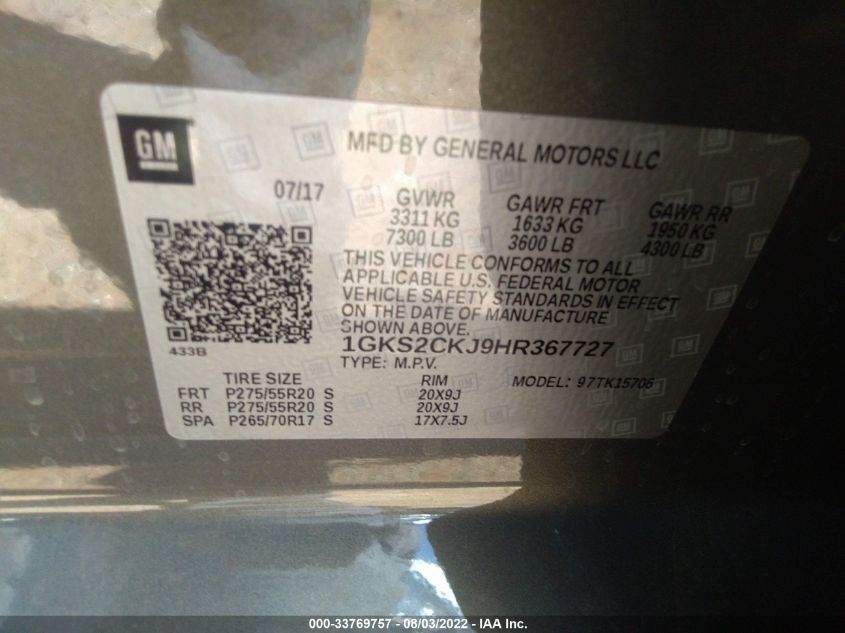 GM
MFD BY GENERAL MOTORS LLC
07/17
GVWR GAWR FRT GAWR RR
3311 KG 1633 KG 1950 KG
7300 LB 3600 LB 4300 LB
THIS VEHICLE CONFORMS TO ALL
APPLICABLE U.S. FEDERAL MOTOR
VEHICLE SAFETY STANDARDS IN EFFECT
ON THE DATE OF MANUFACTURE
SHOWN ABOVE.
433B
1GKS2CKJ9HR367727
TYPE: M.P.V.
MODEL: 97TK15706
TIRE SIZE RIM
FRT P275/55R20 S 20X9J
RR P275/55R20 S 20X9J
SPA P265/70R17 S 17X7.5J
000-33769757 - 08/03/2022 - IAA Inc.